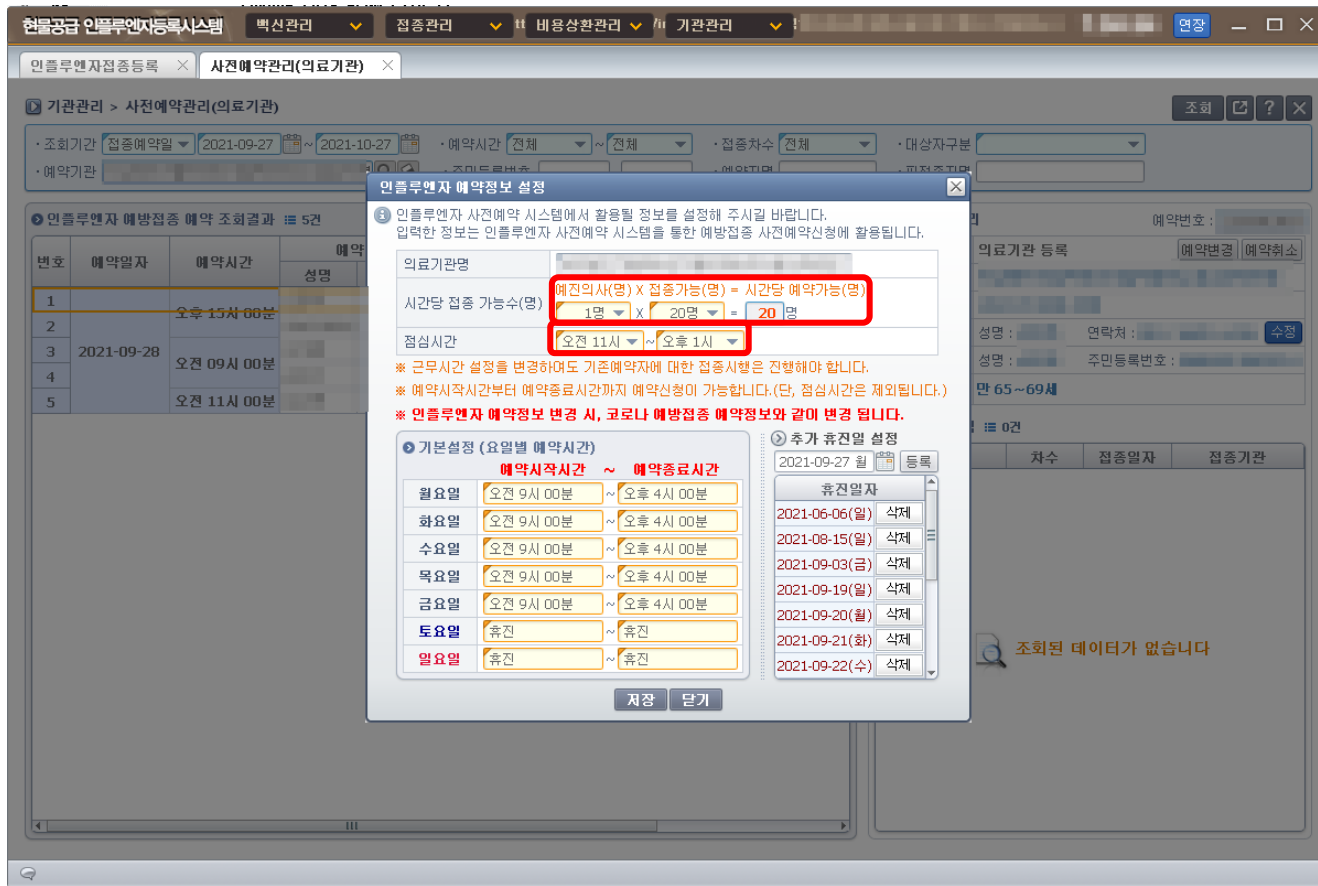 현물공급 인플루엔자등록시스템 백신관리 접종관리 비용상환관리 기관관리 연장
인플루엔자접종등록 사전예약관리(의료기관)
기관관리 > 사전예약관리(의료기관) 조회 ?
· 조회기간 접종예약일 2021-09-27 ~ 2021-10-27 · 예약시간 전체 ~ 전체 · 접종차수 전체 · 대상자구분
· 예약기관
인플루엔자 예약정보 설정
인플루엔자 사전예약 시스템에서 활용될 정보를 설정해 주시길 바랍니다.
입력한 정보는 인플루엔자 사전예약 시스템을 통한 예방접종 사전예약신청에 활용됩니다.
의료기관명
시간당 접종 가능수(명) 예진의사(명) X 접종가능(명) = 시간당 예약가능(명)
1명 X 20명 = 20 명
점심시간 오전 11시 ~ 오후 1시
※ 근무시간 설정을 변경하며도 기존예약자에 대한 접종시행은 진행해야 합니다.
※ 예약시작시간부터 예약종료시간까지 예약신청이 가능합니다.(단, 점심시간은 제외됩니다.)
※ 인플루엔자 예약정보 변경 시, 코로나 예방접종 예약정보와 같이 변경 됩니다.
기본설정 (요일별 예약시간)
예약시작시간 ~ 예약종료시간
월요일 오전 9시 00분 ~ 오후 4시 00분
화요일 오전 9시 00분 ~ 오후 4시 00분
수요일 오전 9시 00분 ~ 오후 4시 00분
목요일 오전 9시 00분 ~ 오후 4시 00분
금요일 오전 9시 00분 ~ 오후 4시 00분
토요일 휴진 ~ 휴진
일요일 휴진 ~ 휴진
추가 휴진일 설정
2021-09-27 월 등록
휴진일자
2021-06-06(일) 삭제
2021-08-15(일) 삭제
2021-09-03(금) 삭제
2021-09-19(일) 삭제
2021-09-20(월) 삭제
2021-09-21(화) 삭제
2021-09-22(수) 삭제
저장 닫기
인플루엔자 예방접종 예약 조회결과 5건
번호 예약일자 예약시간 예약
성명
1
오후 15시 00분
2
3 2021-09-28
오전 09시 00분
4
5 오전 11시 00분
예약번호 :
의료기관 등록 예약변경 예약취소
성명 : 연락처 : 수정
성명 : 주민등록번호 :
만 65~69세
0건
차수 접종일자 접종기관
조회된 데이터가 없습니다